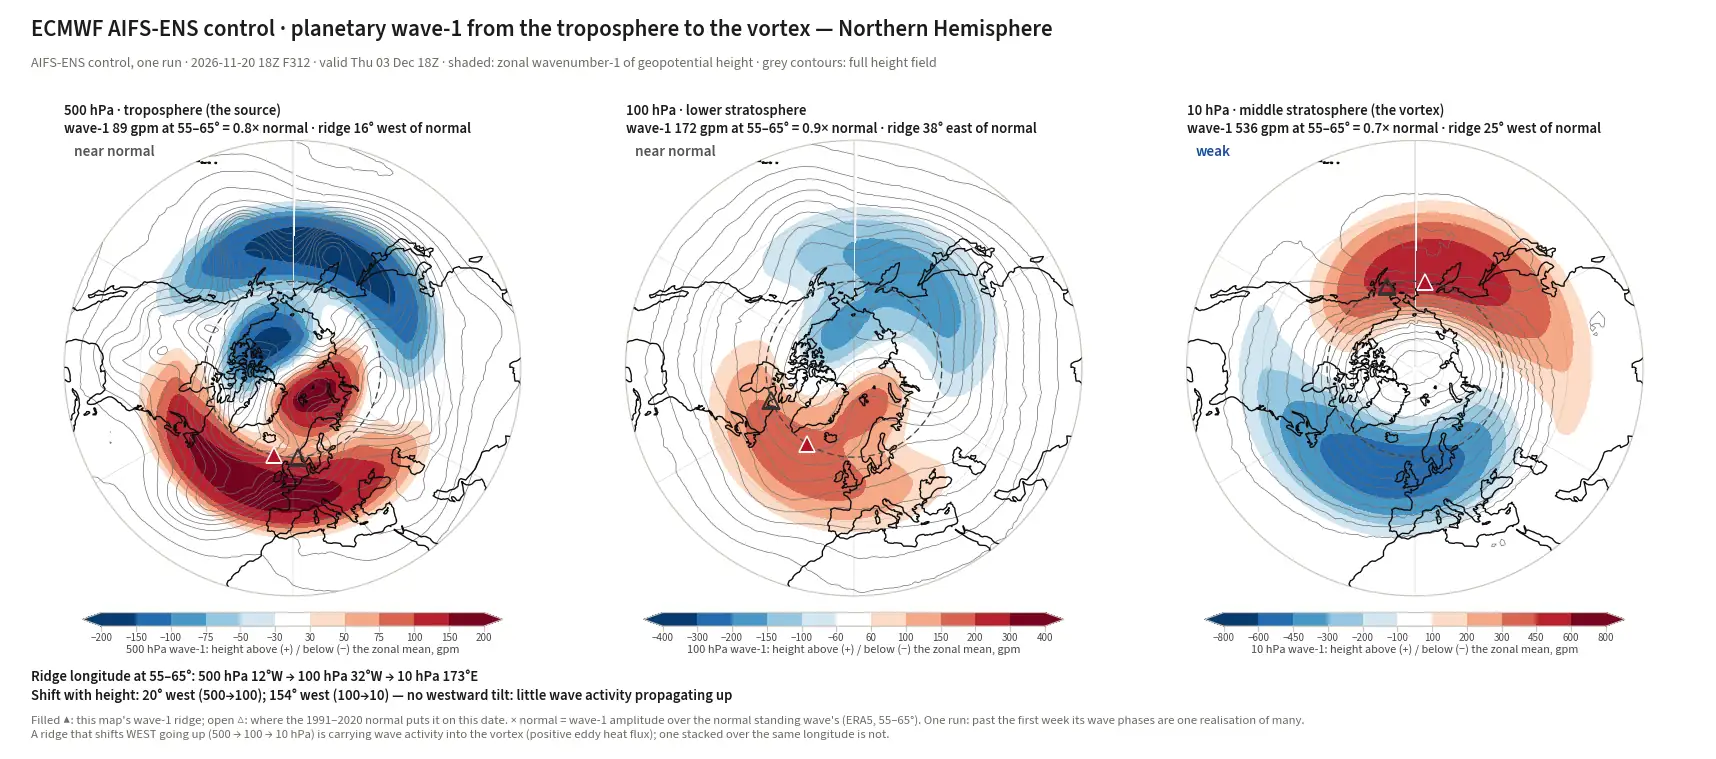 ECMWF AIFS-ENS control · planetary wave-1 from the troposphere to the vortex — Northern Hemisphere
AIFS-ENS control, one run · 2026-11-20 18Z F312 · valid Thu 03 Dec 18Z · shaded: zonal wavenumber-1 of geopotential height · grey contours: full height field
500 hPa · troposphere (the source)
wave-1 89 gpm at 55–65° = 0.8× normal · ridge 16° west of normal
near normal
100 hPa · lower stratosphere
wave-1 172 gpm at 55–65° = 0.9× normal · ridge 38° east of normal
near normal
10 hPa · middle stratosphere (the vortex)
wave-1 536 gpm at 55–65° = 0.7× normal · ridge 25° west of normal
weak
−200 −150 −100 −75 −50 −30 30 50 75 100 150 200
500 hPa wave-1: height above (+) / below (−) the zonal mean, gpm
−400 −300 −200 −150 −100 −60 60 100 150 200 300 400
100 hPa wave-1: height above (+) / below (−) the zonal mean, gpm
−800 −600 −450 −300 −200 −100 100 200 300 450 600 800
10 hPa wave-1: height above (+) / below (−) the zonal mean, gpm
Ridge longitude at 55–65°: 500 hPa 12°W → 100 hPa 32°W → 10 hPa 173°E
Shift with height: 20° west (500→100); 154° west (100→10) — no westward tilt: little wave activity propagating up
Filled ▲: this map's wave-1 ridge; open △: where the 1991–2020 normal puts it on this date. × normal = wave-1 amplitude over the normal standing wave's (ERA5, 55–65°). One run: past the first week its wave phases are one realisation of many.
A ridge that shifts WEST going up (500 → 100 → 10 hPa) is carrying wave activity into the vortex (positive eddy heat flux); one stacked over the same longitude is not.